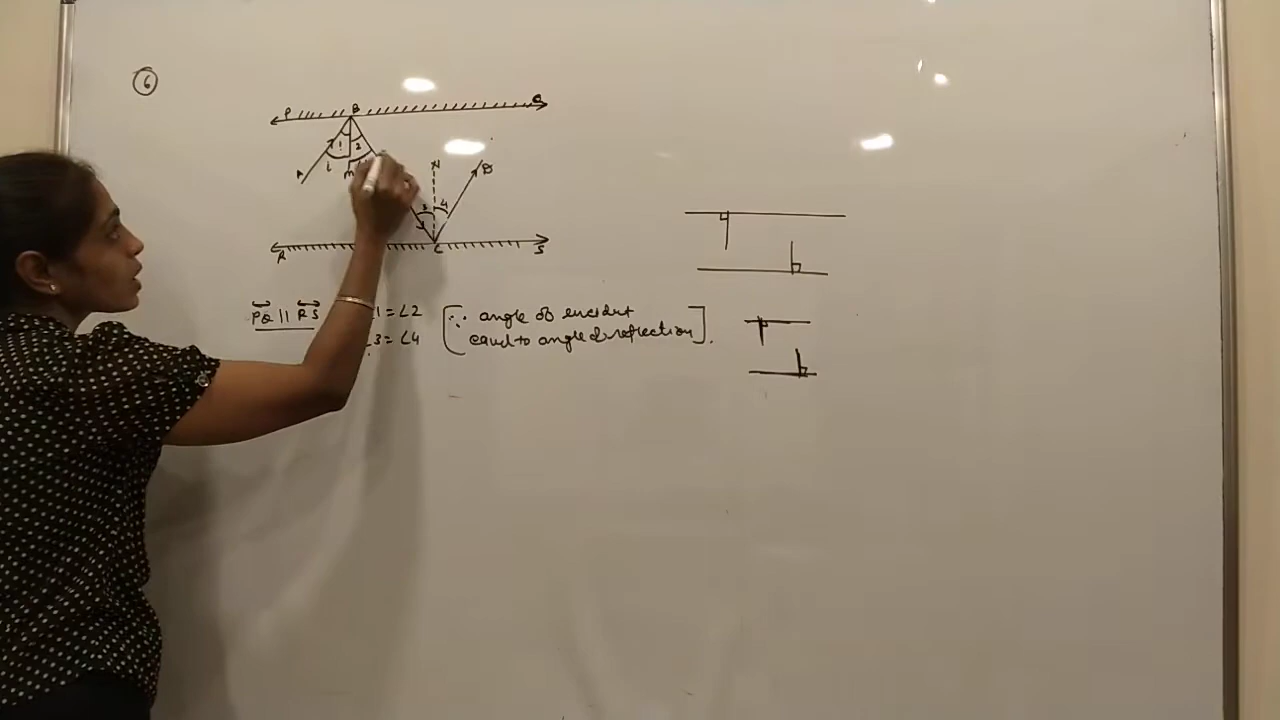 6
P B Q
1 2
A i m
N D
3 4
R C S
PQ || RS ∠1 = ∠2 [∵ angle of incident
∠3 = ∠4 equal to angle of reflection].